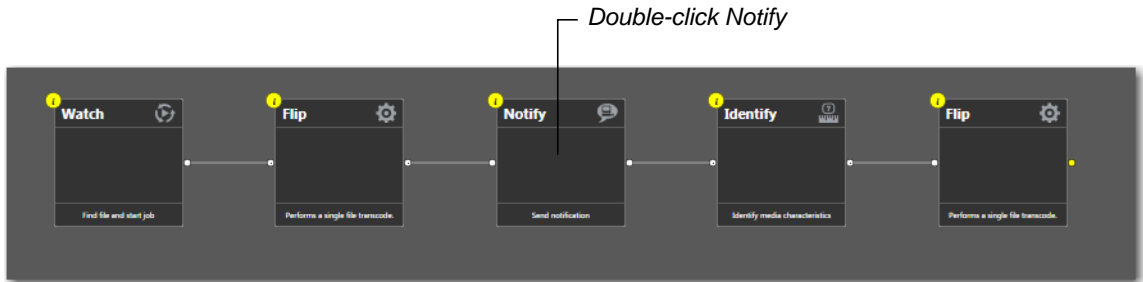 Double-click Notify
i Watch
i Flip
i Notify
i Identify ?
i Flip
Find file and start job
Performs a single file transcode.
Send notification
Identify media characteristics
Performs a single file transcode.